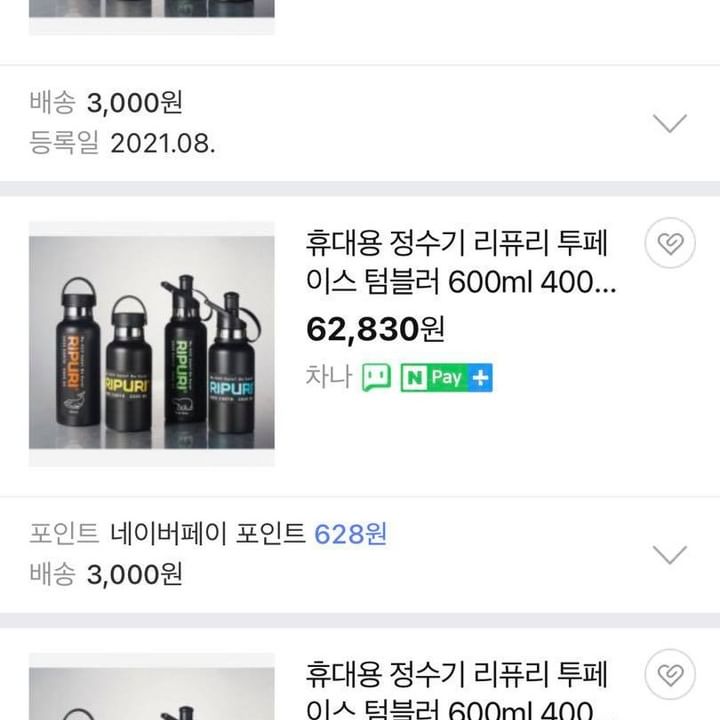 배송 3,000원
등록일 2021.08.
휴대용 정수기 리퓨리 투페
이스 텀블러 600ml 400...
62,830원
차나 N Pay +
RIPURI
RIPURI
RIPURI
RIPURI
포인트 네이버페이 포인트 628원
배송 3,000원
휴대용 정수기 리퓨리 투페
이스 텀블러 600ml 400...